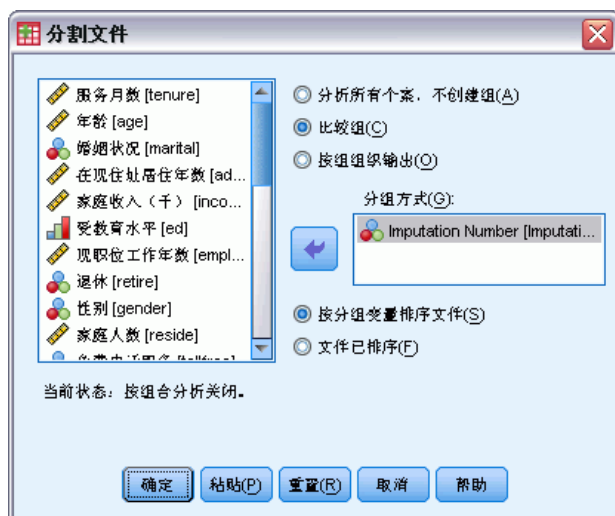 分割文件
服务月数 [tenure]
年龄 [age]
婚姻状况 [marital]
在现住址居住年数 [ad...
家庭收入（千） [inco...
受教育水平 [ed]
现职位工作年数 [empl...
退休 [retire]
性别 [gender]
家庭人数 [reside]
分析所有个案，不创建组(A)
比较组(C)
按组组织输出(O)
分组方式(G):
Imputation Number [Imputati...
按分组变量排序文件(S)
文件已排序(F)
当前状态：按组合分析关闭。
确定
粘贴(P)
重置(R)
取消
帮助